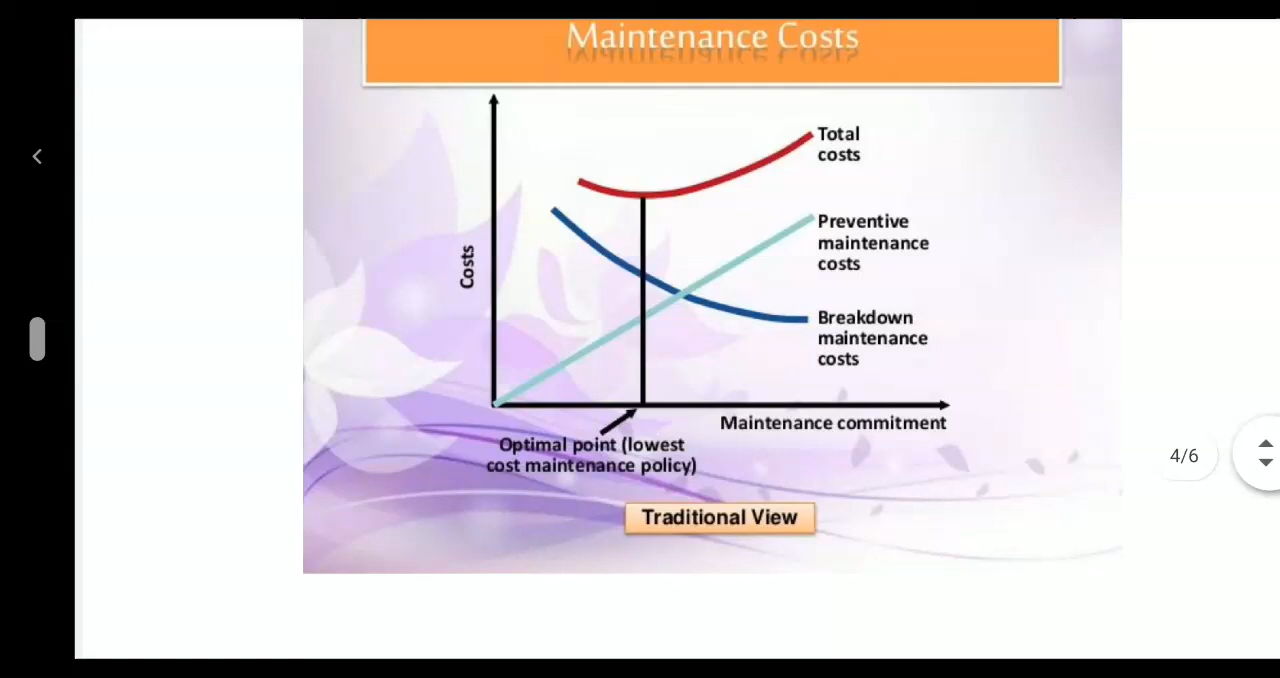 Maintenance Costs
Total
costs
Preventive
maintenance
costs
Costs
Breakdown
maintenance
costs
Maintenance commitment
Optimal point (lowest
cost maintenance policy)
4/6
Traditional View